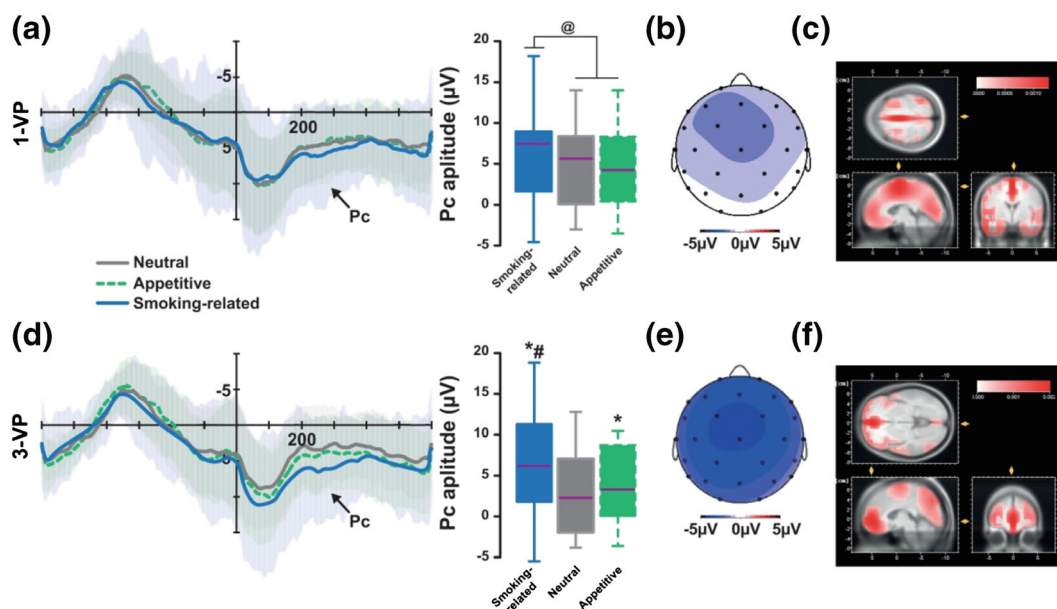 (a)
1-VP
-5
200
5
Pc
Neutral
Appetitive
Smoking-related
Pc aplitude (μV)
20
15
10
5
0
-5
@
Smoking-
related
Neutral
Appetitive
(b)
-5μV 0μV 5μV
(c)
(d)
3-VP
-5
200
5
Pc
Pc aplitude (μV)
20
15
10
5
0
-5
*#
*
Smoking-
related
Neutral
Appetitive
(e)
-5μV 0μV 5μV
(f)